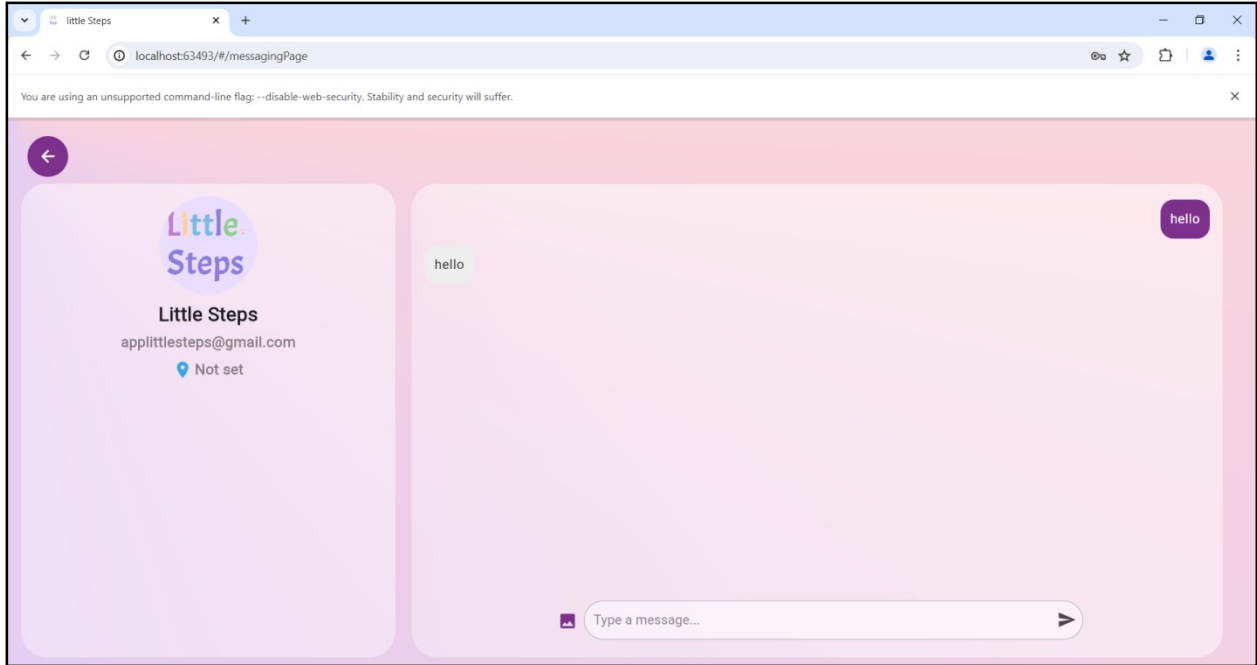 little Steps
localhost:63493/#/messagingPage
You are using an unsupported command-line flag: --disable-web-security. Stability and security will suffer.
Little
Steps
Little Steps
applittlesteps@gmail.com
Not set
hello
hello
Type a message...